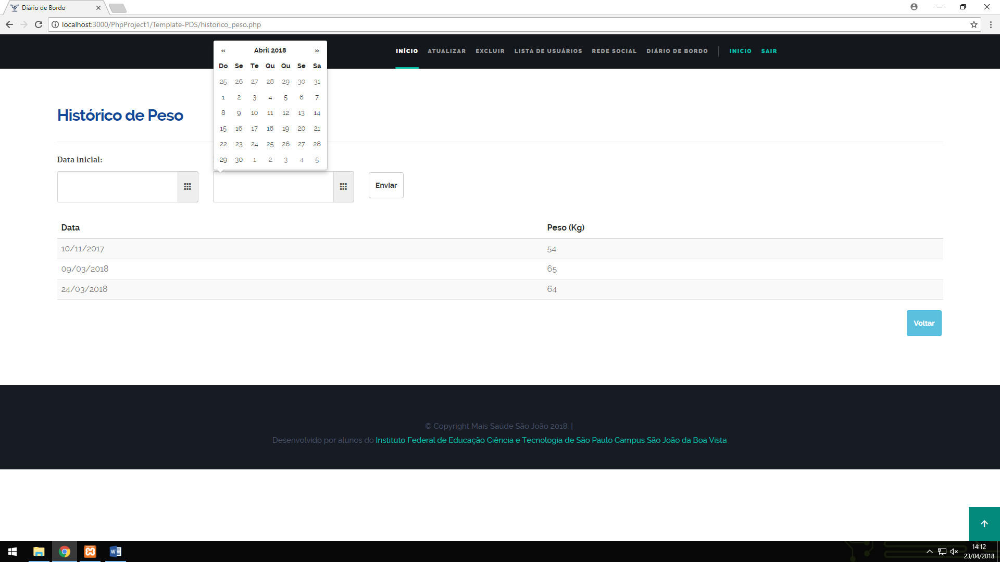 Diário de Bordo
localhost:3000/PhpProject1/Template-PDS/historico_peso.php
INÍCIO ATUALIZAR EXCLUIR LISTA DE USUÁRIOS REDE SOCIAL DIÁRIO DE BORDO INICIO SAIR
« Abril 2018 »
Do Se Te Qu Qu Se Sa
25 26 27 28 29 30 31
1 2 3 4 5 6 7
8 9 10 11 12 13 14
15 16 17 18 19 20 21
22 23 24 25 26 27 28
29 30 1 2 3 4 5
Histórico de Peso
Data inicial:
Enviar
Data Peso (Kg)
10/11/2017 54
09/03/2018 65
24/03/2018 64
Voltar
© Copyright Mais Saúde São João 2018. |
Desenvolvido por alunos do Instituto Federal de Educação Ciência e Tecnologia de São Paulo Campus São João da Boa Vista
14:12
23/04/2018